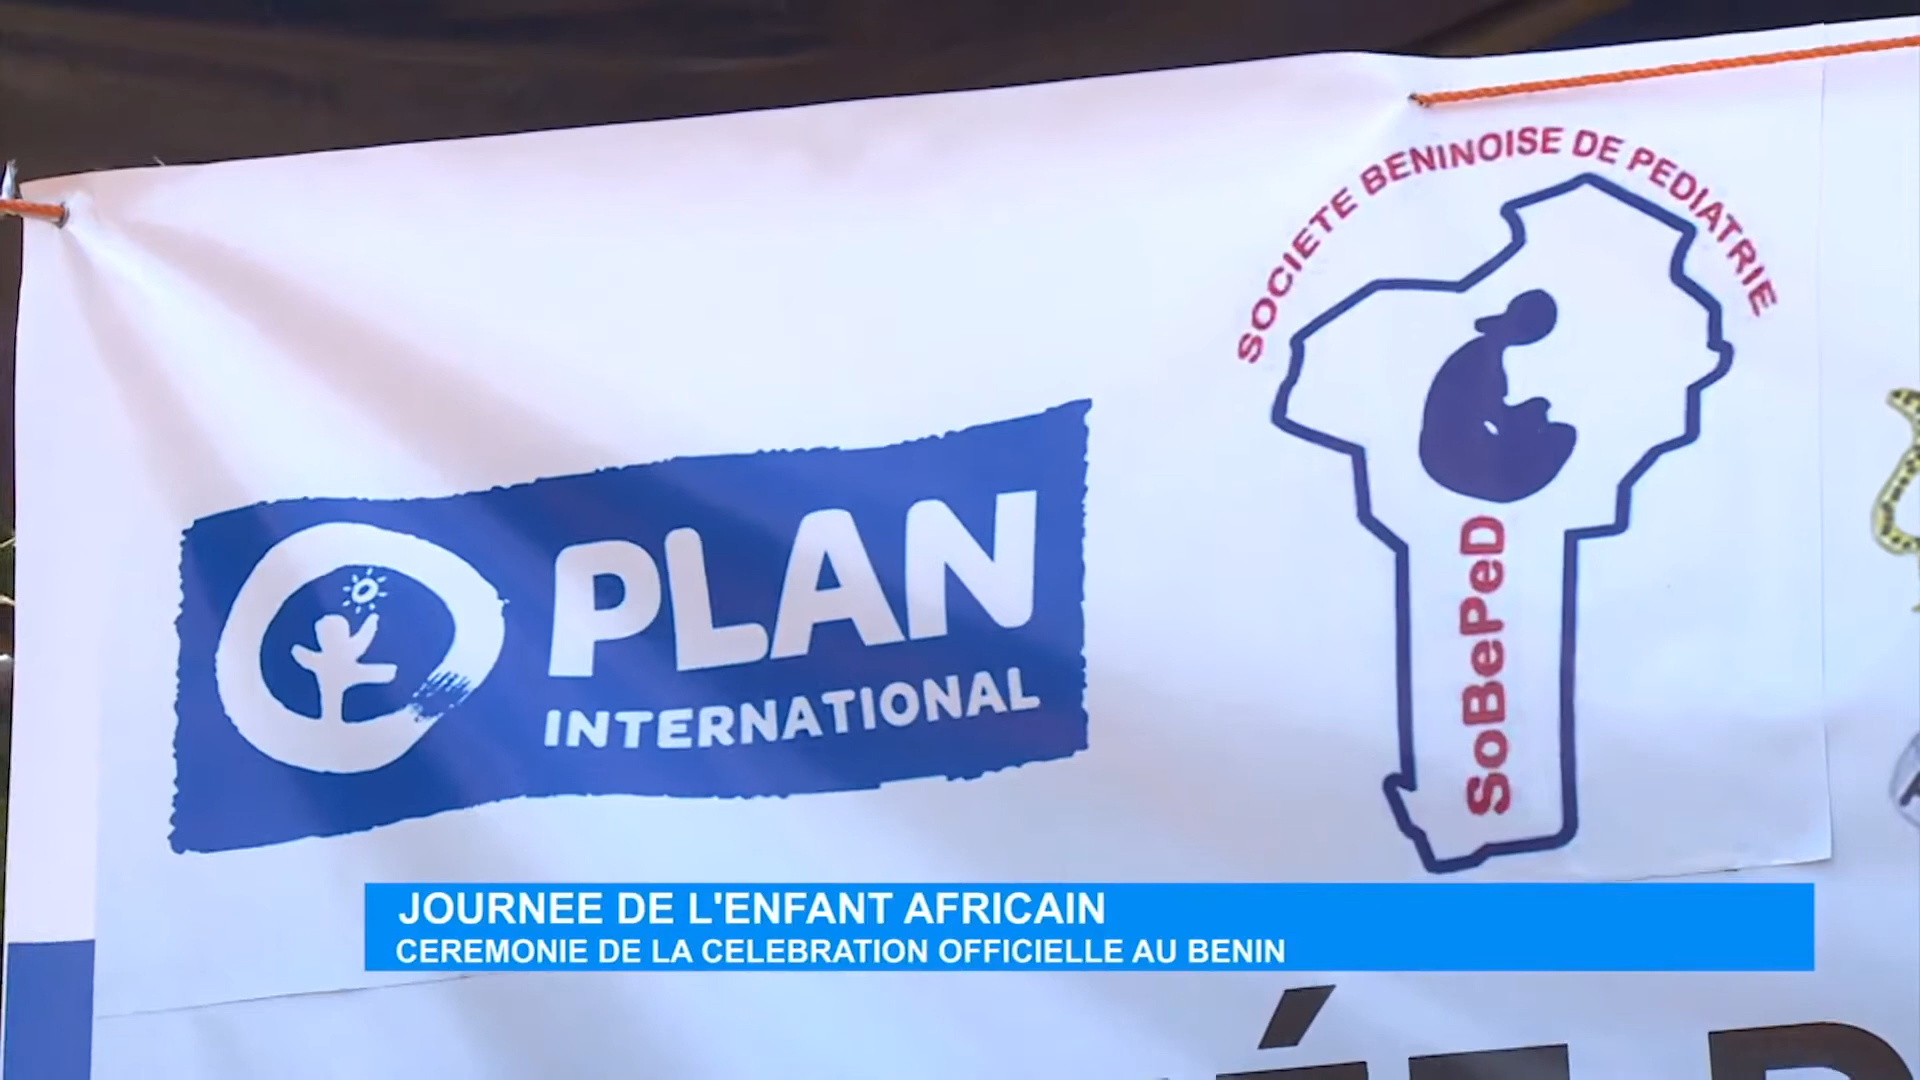 SOCIETE BENINOISE DE PEDIATRIE
PLAN
INTERNATIONAL
SoBePeD
JOURNEE DE L'ENFANT AFRICAIN
CEREMONIE DE LA CELEBRATION OFFICIELLE AU BENIN